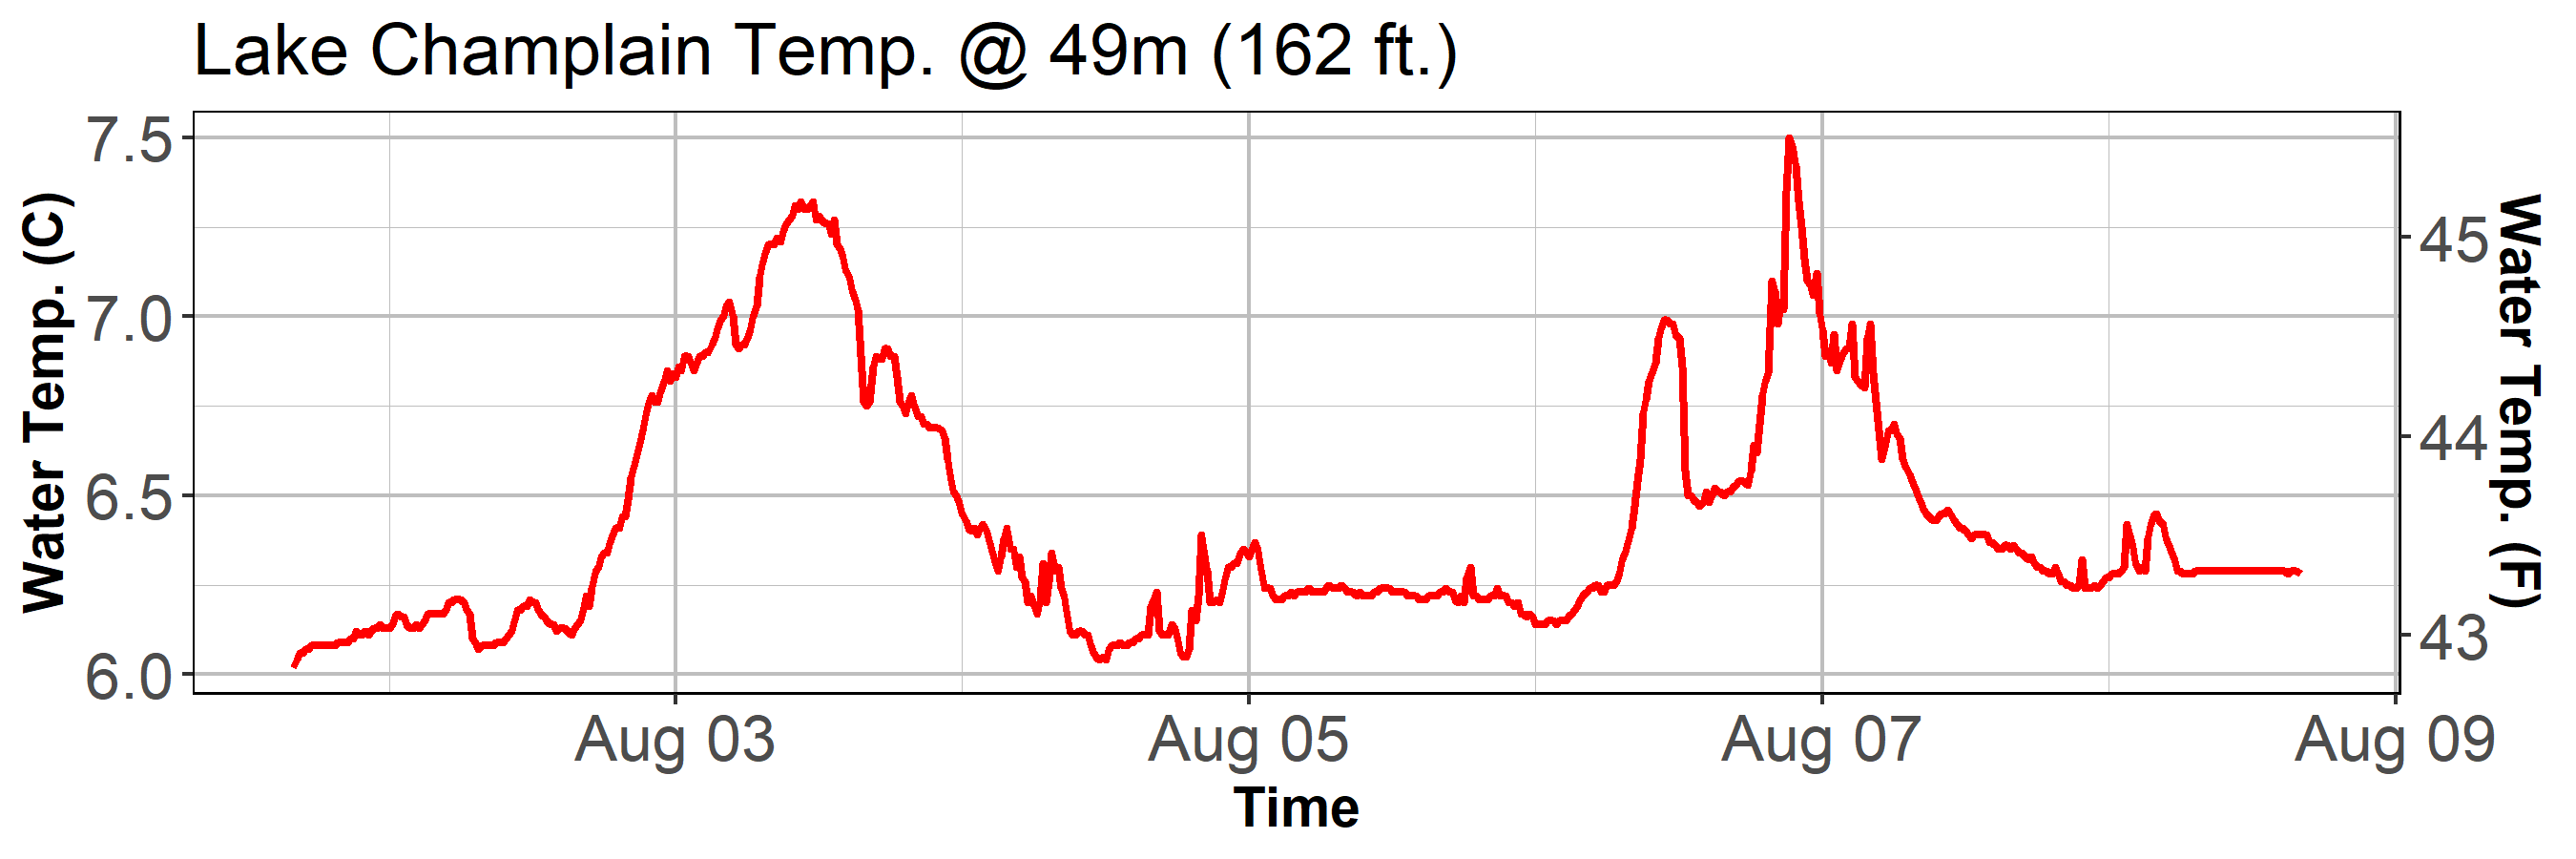 Lake Champlain Temp. @ 49m (162 ft.)
Water Temp. (C)
7.5
7.0
6.5
6.0
45
44
43
Water Temp. (F)
Aug 03 Aug 05 Aug 07 Aug 09
Time